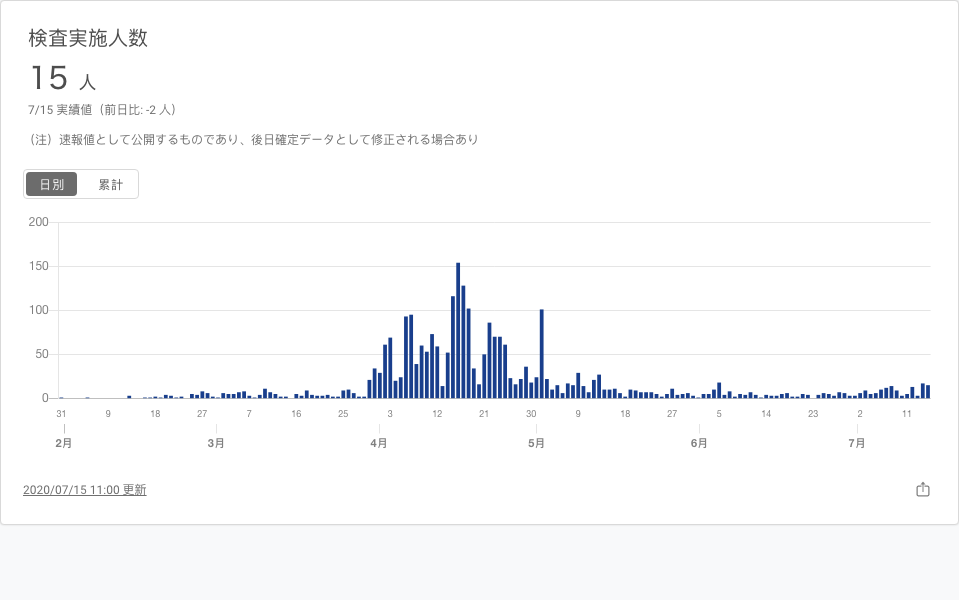 検査実施人数
15 人
7/15 実績値（前日比: -2 人）
（注）速報値として公開するものであり、後日確定データとして修正される場合あり
日別 累計
200
150
100
50
0
31 9 18 27 7 16 25 3 12 21 30 9 18 27 5 14 23 2 11
2月 3月 4月 5月 6月 7月
2020/07/15 11:00 更新